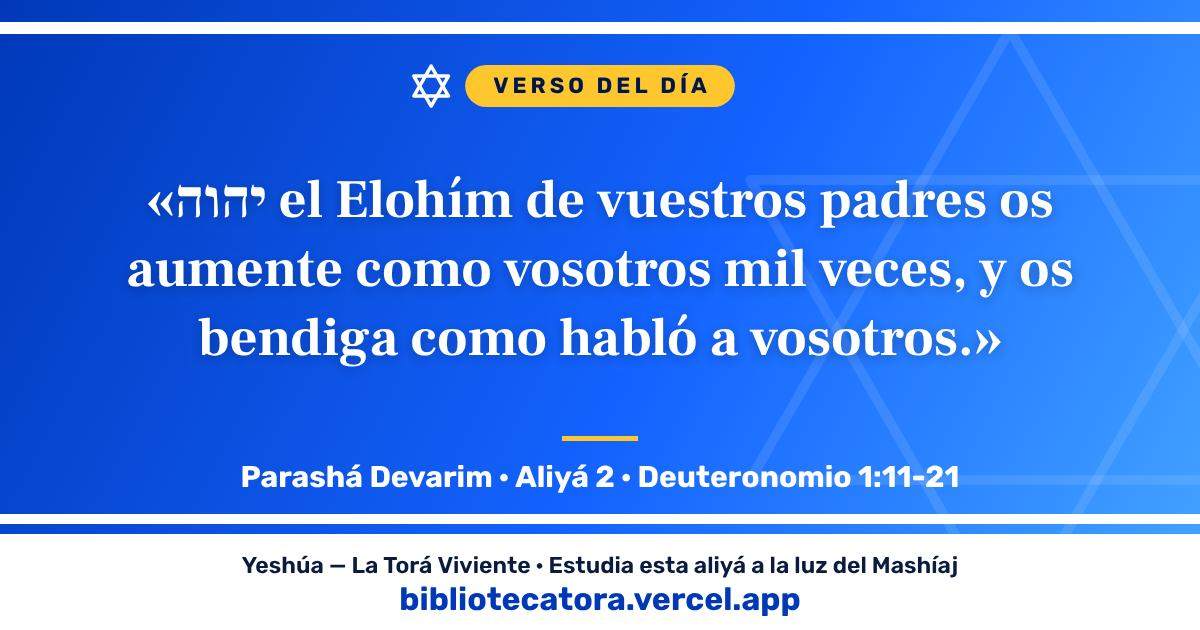 VERSO DEL DÍA
«יהוה el Elohím de vuestros padres os
aumente como vosotros mil veces, y os
bendiga como habló a vosotros.»
Parashá Devarim • Aliyá 2 • Deuteronomio 1:11-21
Yeshúa — La Torá Viviente • Estudia esta aliyá a la luz del Mashíaj
bibliotecatora.vercel.app